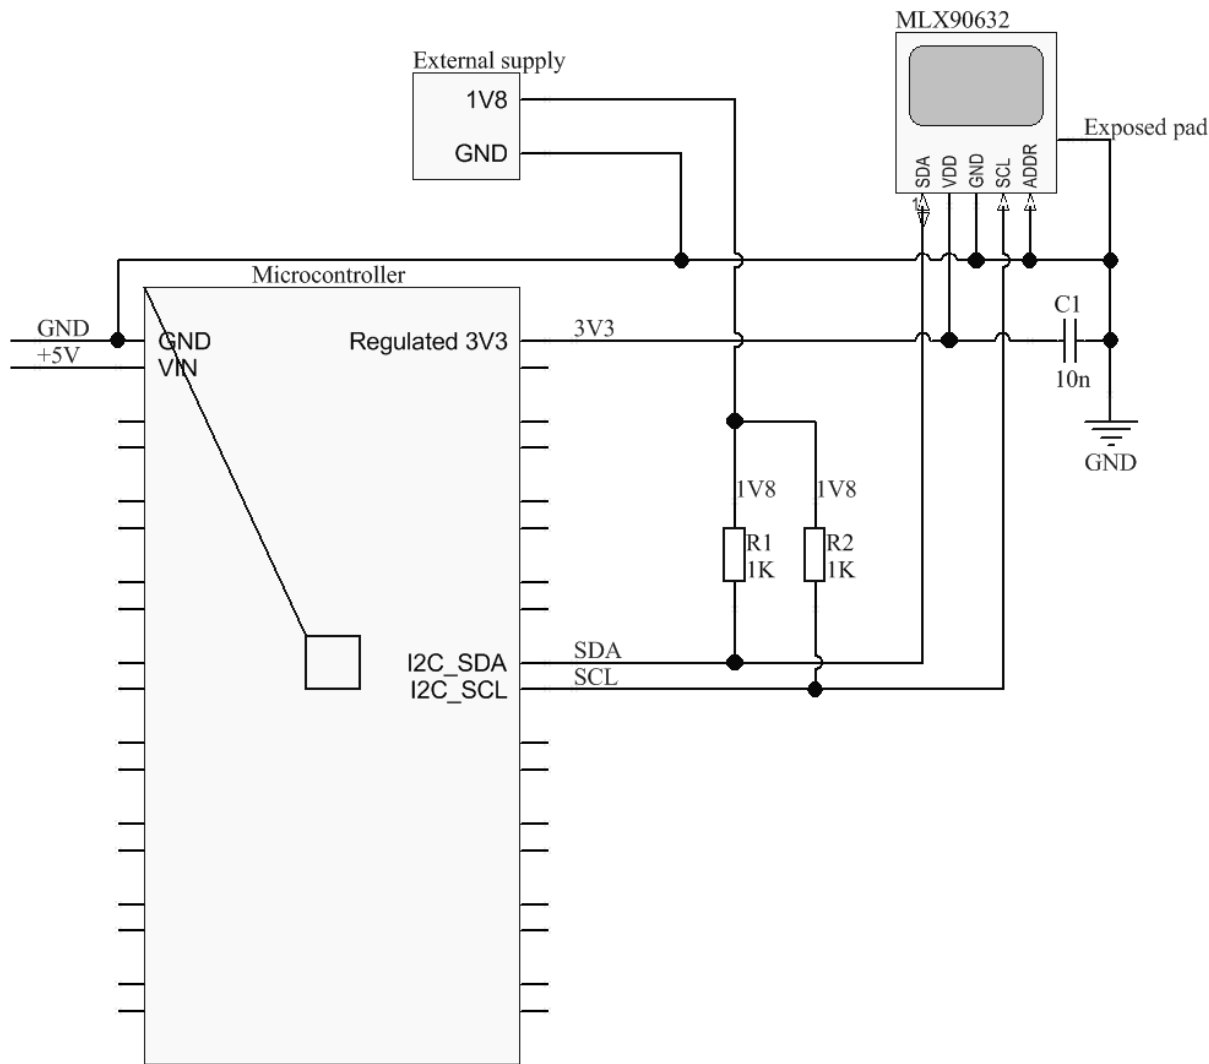 MLX90632
External supply
1V8
GND
Exposed pad
SDA
VDD
GND
SCL
ADDR
1
Microcontroller
GND
+5V
GND
VIN
Regulated 3V3
3V3
C1
10n
GND
1V8
1V8
R1
1K
R2
1K
I2C_SDA
I2C_SCL
SDA
SCL